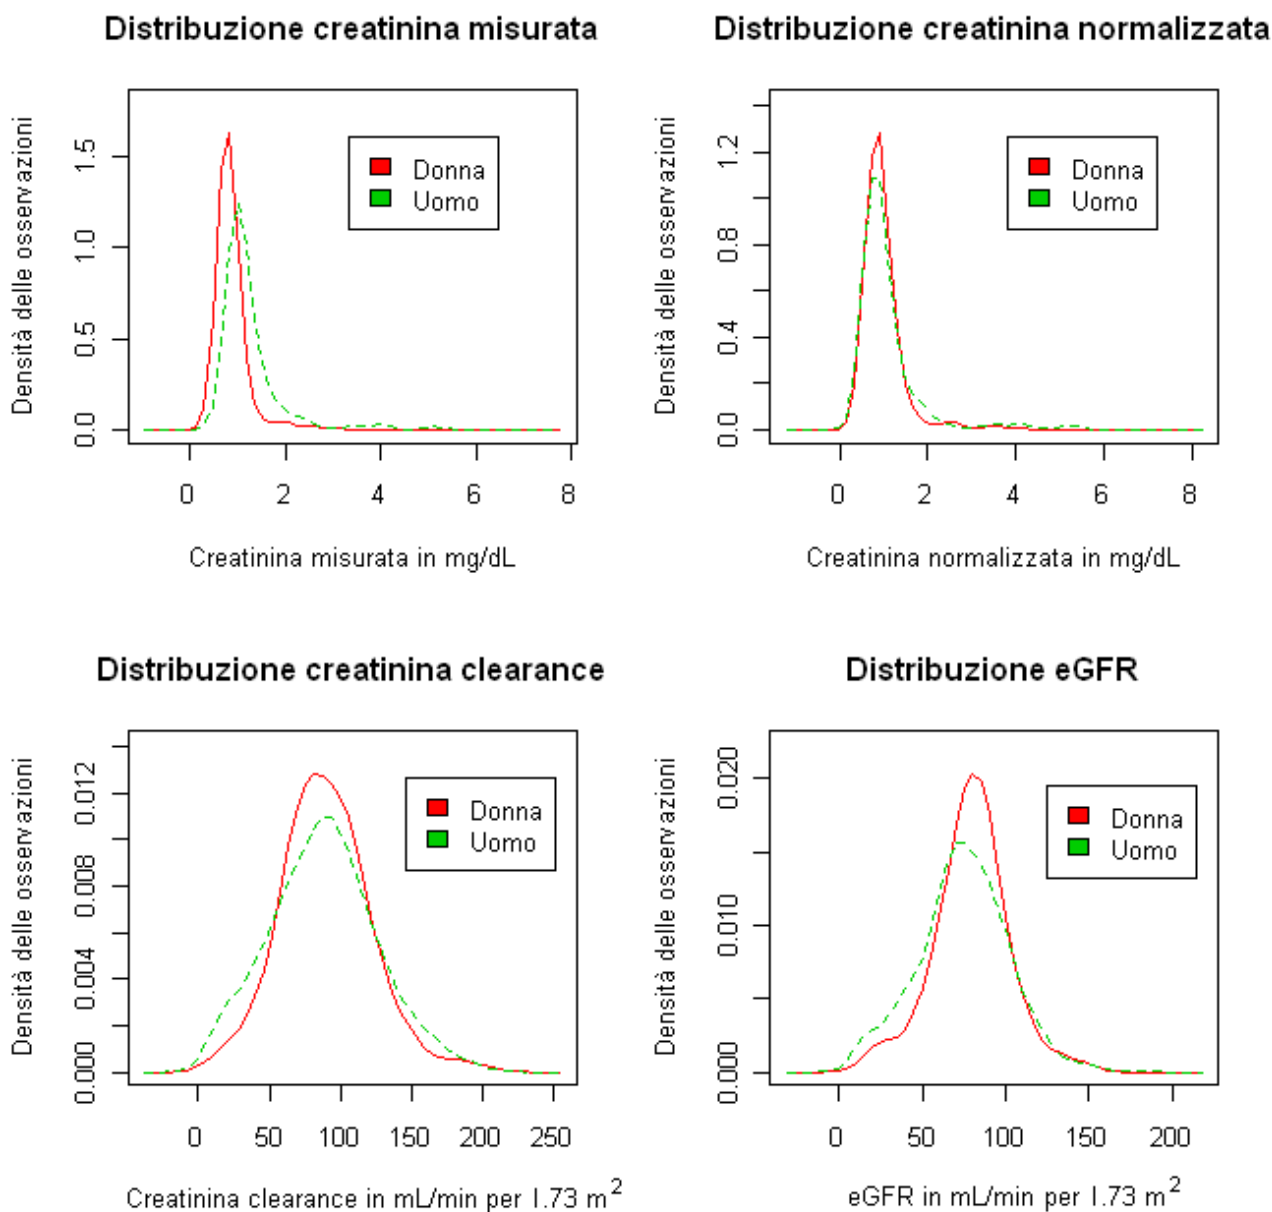 Distribuzione creatinina misurata
Densità delle osservazioni
1.5
1.0
0.5
0.0
Donna
Uomo
0 2 4 6 8
Creatinina misurata in mg/dL
Distribuzione creatinina normalizzata
Densità delle osservazioni
1.2
0.8
0.4
0.0
Donna
Uomo
0 2 4 6 8
Creatinina normalizzata in mg/dL
Distribuzione creatinina clearance
Densità delle osservazioni
0.012
0.008
0.004
0.000
Donna
Uomo
0 50 100 150 200 250
Creatinina clearance in mL/min per 1.73 m²
Distribuzione eGFR
Densità delle osservazioni
0.020
0.010
0.000
Donna
Uomo
0 50 100 150 200
eGFR in mL/min per 1.73 m²